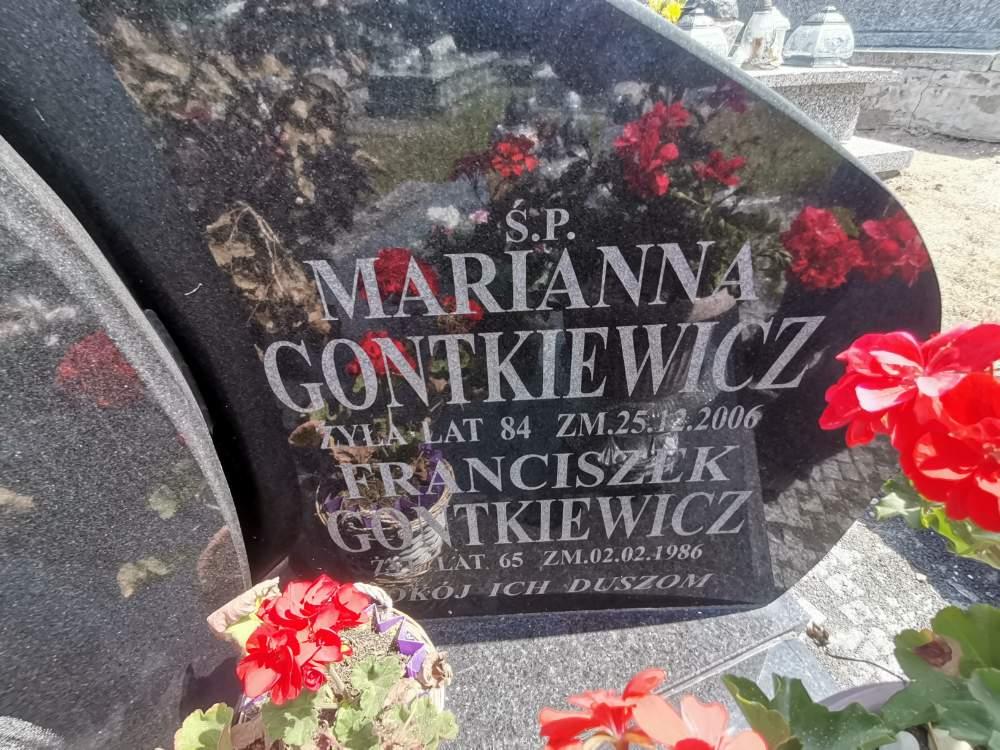 Ś.P.
MARIANNA
GONTKIEWICZ
ŻYŁA LAT 84 ZM.25.12.2006
FRANCISZEK
GONTKIEWICZ
LAT 65 ZM.02.02.1986
POKÓJ ICH DUSZOM